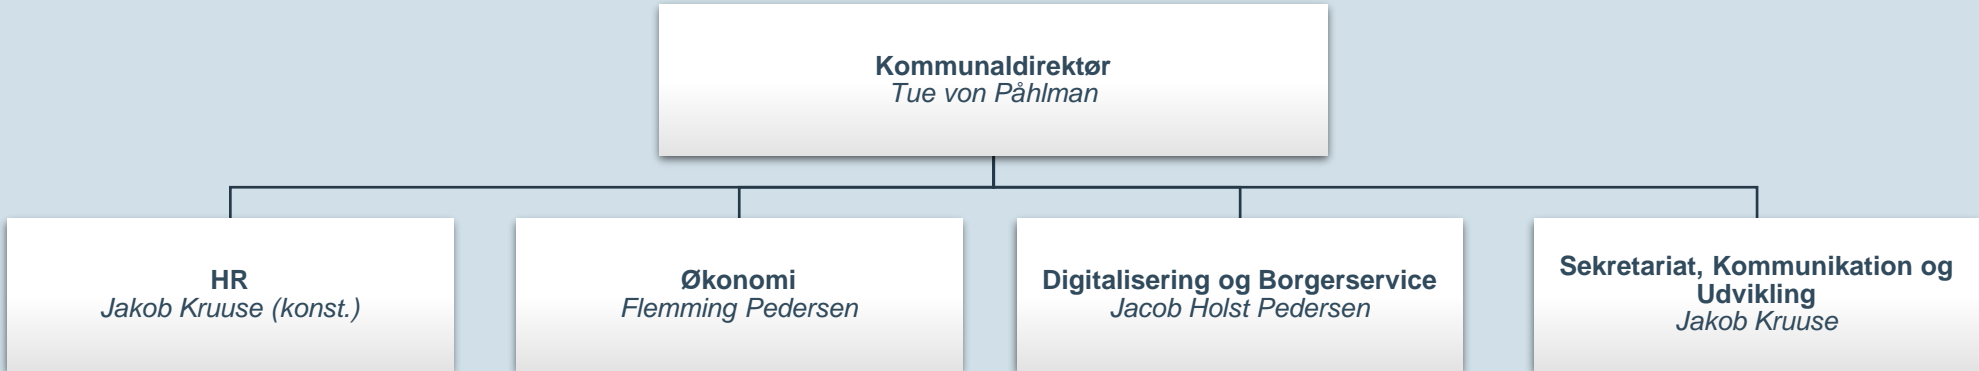 Kommunaldirektør
Tue von Påhlman
HR
Jakob Kruuse (konst.)
Økonomi
Flemming Pedersen
Digitalisering og Borgerservice
Jacob Holst Pedersen
Sekretariat, Kommunikation og
Udvikling
Jakob Kruuse